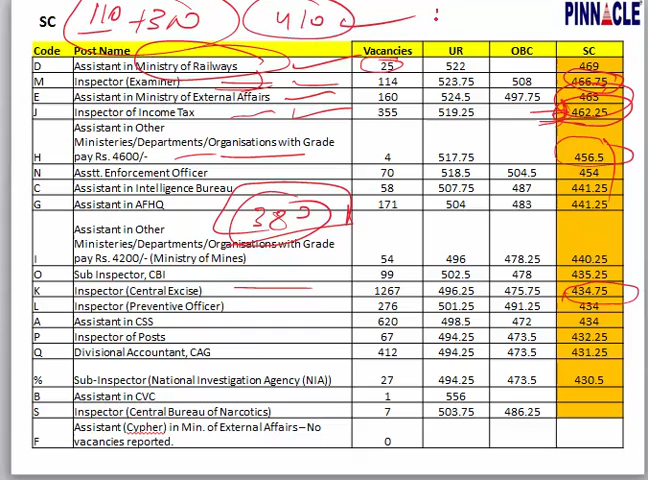 SC 110 + 300 410
PINNACLE
Code Post Name Vacancies UR OBC SC
D Assistant in Ministry of Railways 25 522 469
M Inspector (Examiner) 114 523.75 508 466.75
E Assistant in Ministry of External Affairs 160 524.5 497.75 463
J Inspector of Income Tax 355 519.25 462.25
Assistant in Other
Ministries/Departments/Organisations with Grade
H pay Rs. 4600/- 4 517.75 456.5
N Asstt. Enforcement Officer 70 518.5 504.5 454
C Assistant in Intelligence Bureau 58 507.75 487 441.25
G Assistant in AFHQ 171 504 483 441.25
380
Assistant in Other
Ministries/Departments/Organisations with Grade
I pay Rs. 4200/- (Ministry of Mines) 54 496 478.25 440.25
O Sub Inspector, CBI 99 502.5 478 435.25
K Inspector (Central Excise) 1267 496.25 475.75 434.75
L Inspector (Preventive Officer) 276 501.25 491.25 434
A Assistant in CSS 620 498.5 472 434
P Inspector of Posts 67 494.25 473.5 432.25
Q Divisional Accountant, CAG 412 494.25 473.5 431.25
% Sub-Inspector (National Investigation Agency (NIA)) 27 494.25 473.5 430.5
B Assistant in CVC 1 556
S Inspector (Central Bureau of Narcotics) 7 503.75 486.25
Assistant (Cypher) in Min. of External Affairs – No
F vacancies reported. 0